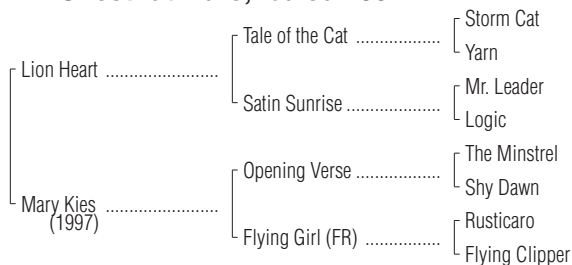 Storm Cat
Tale of the Cat ...................
Yarn
Lion Heart .........................
Mr. Leader
Satin Sunrise .....................
Logic
The Minstrel
Opening Verse ..................
Shy Dawn
Mary Kies .........................
(1997)
Rusticaro
Flying Girl (FR) .................
Flying Clipper